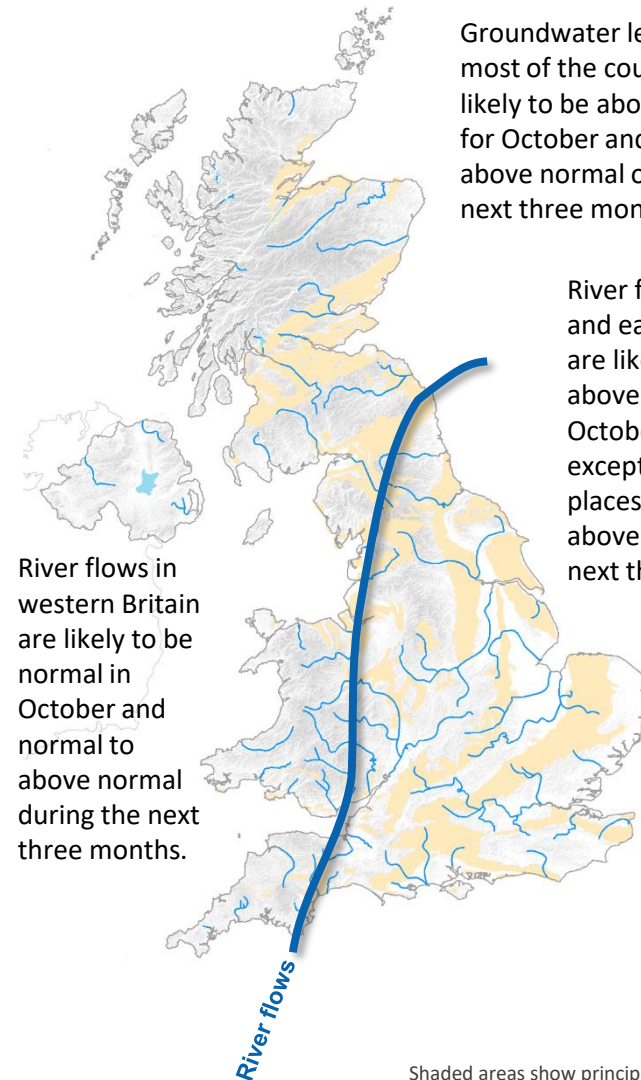 Groundwater le
most of the cou
likely to be abo
for October and
above normal o
next three mon
River f
and ea
are lik
above
Octobe
except
places
above
next th
River flows in
western Britain
are likely to be
normal in
October and
normal to
above normal
during the next
three months.
River flows
Shaded areas show princip